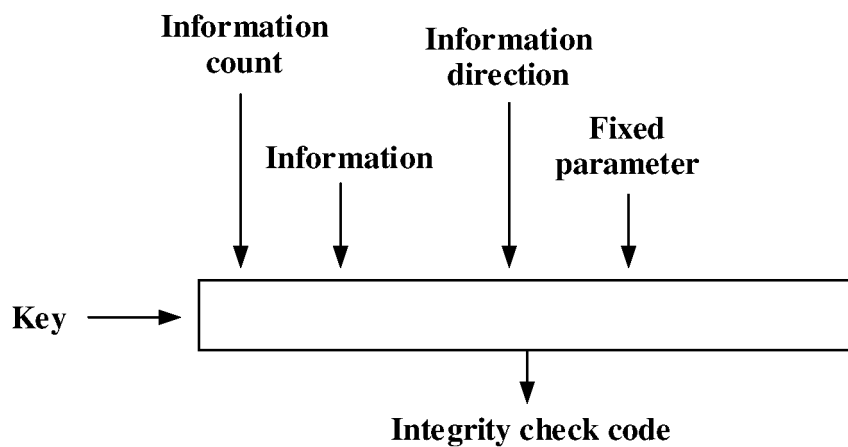 Information
count
Information
direction
Information
Fixed
parameter
Key
Integrity check code